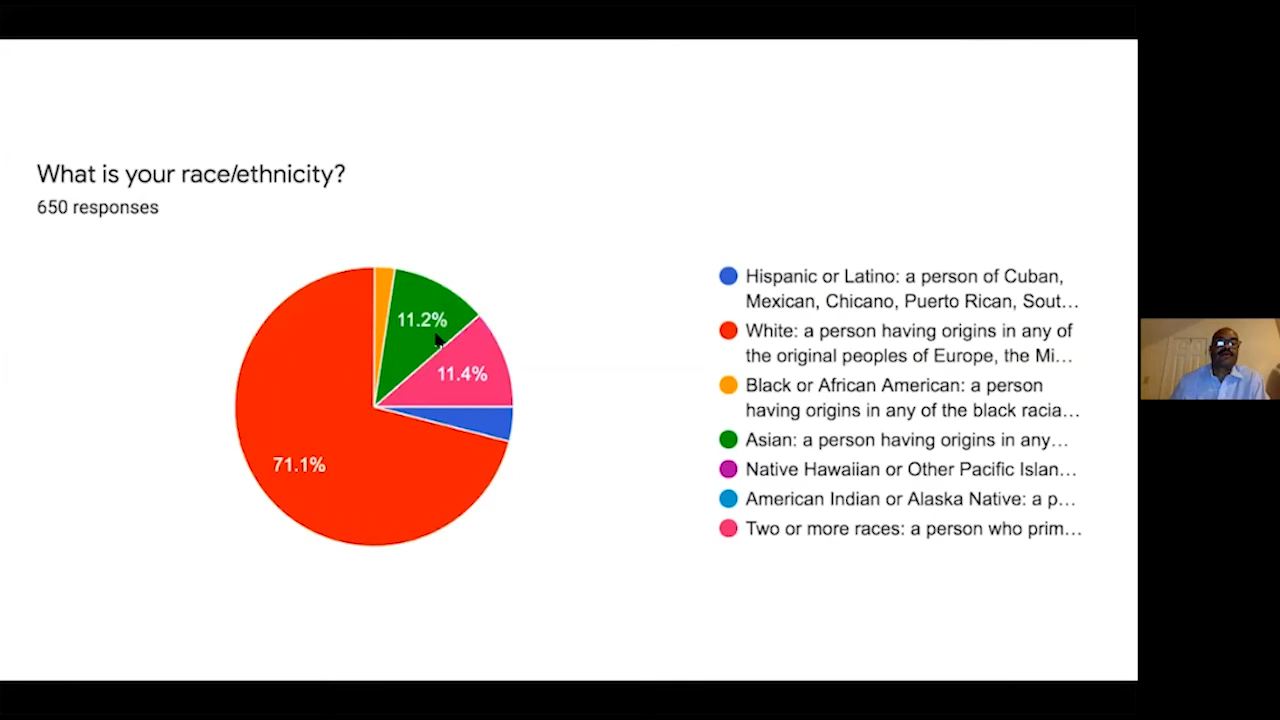 What is your race/ethnicity?
650 responses
11.2%
11.4%
71.1%
Hispanic or Latino: a person of Cuban,
Mexican, Chicano, Puerto Rican, Sout...
White: a person having origins in any of
the original peoples of Europe, the Mi...
Black or African American: a person
having origins in any of the black racia...
Asian: a person having origins in any...
Native Hawaiian or Other Pacific Islan...
American Indian or Alaska Native: a p...
Two or more races: a person who prim...